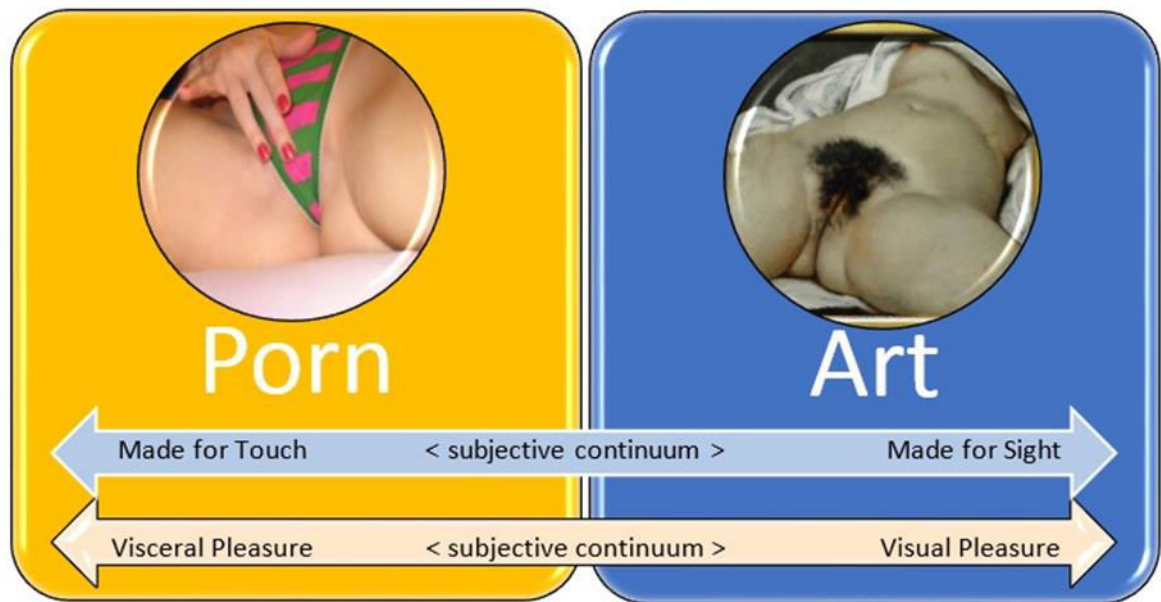 Porn
Art
Made for Touch < subjective continuum > Made for Sight
Visceral Pleasure < subjective continuum > Visual Pleasure